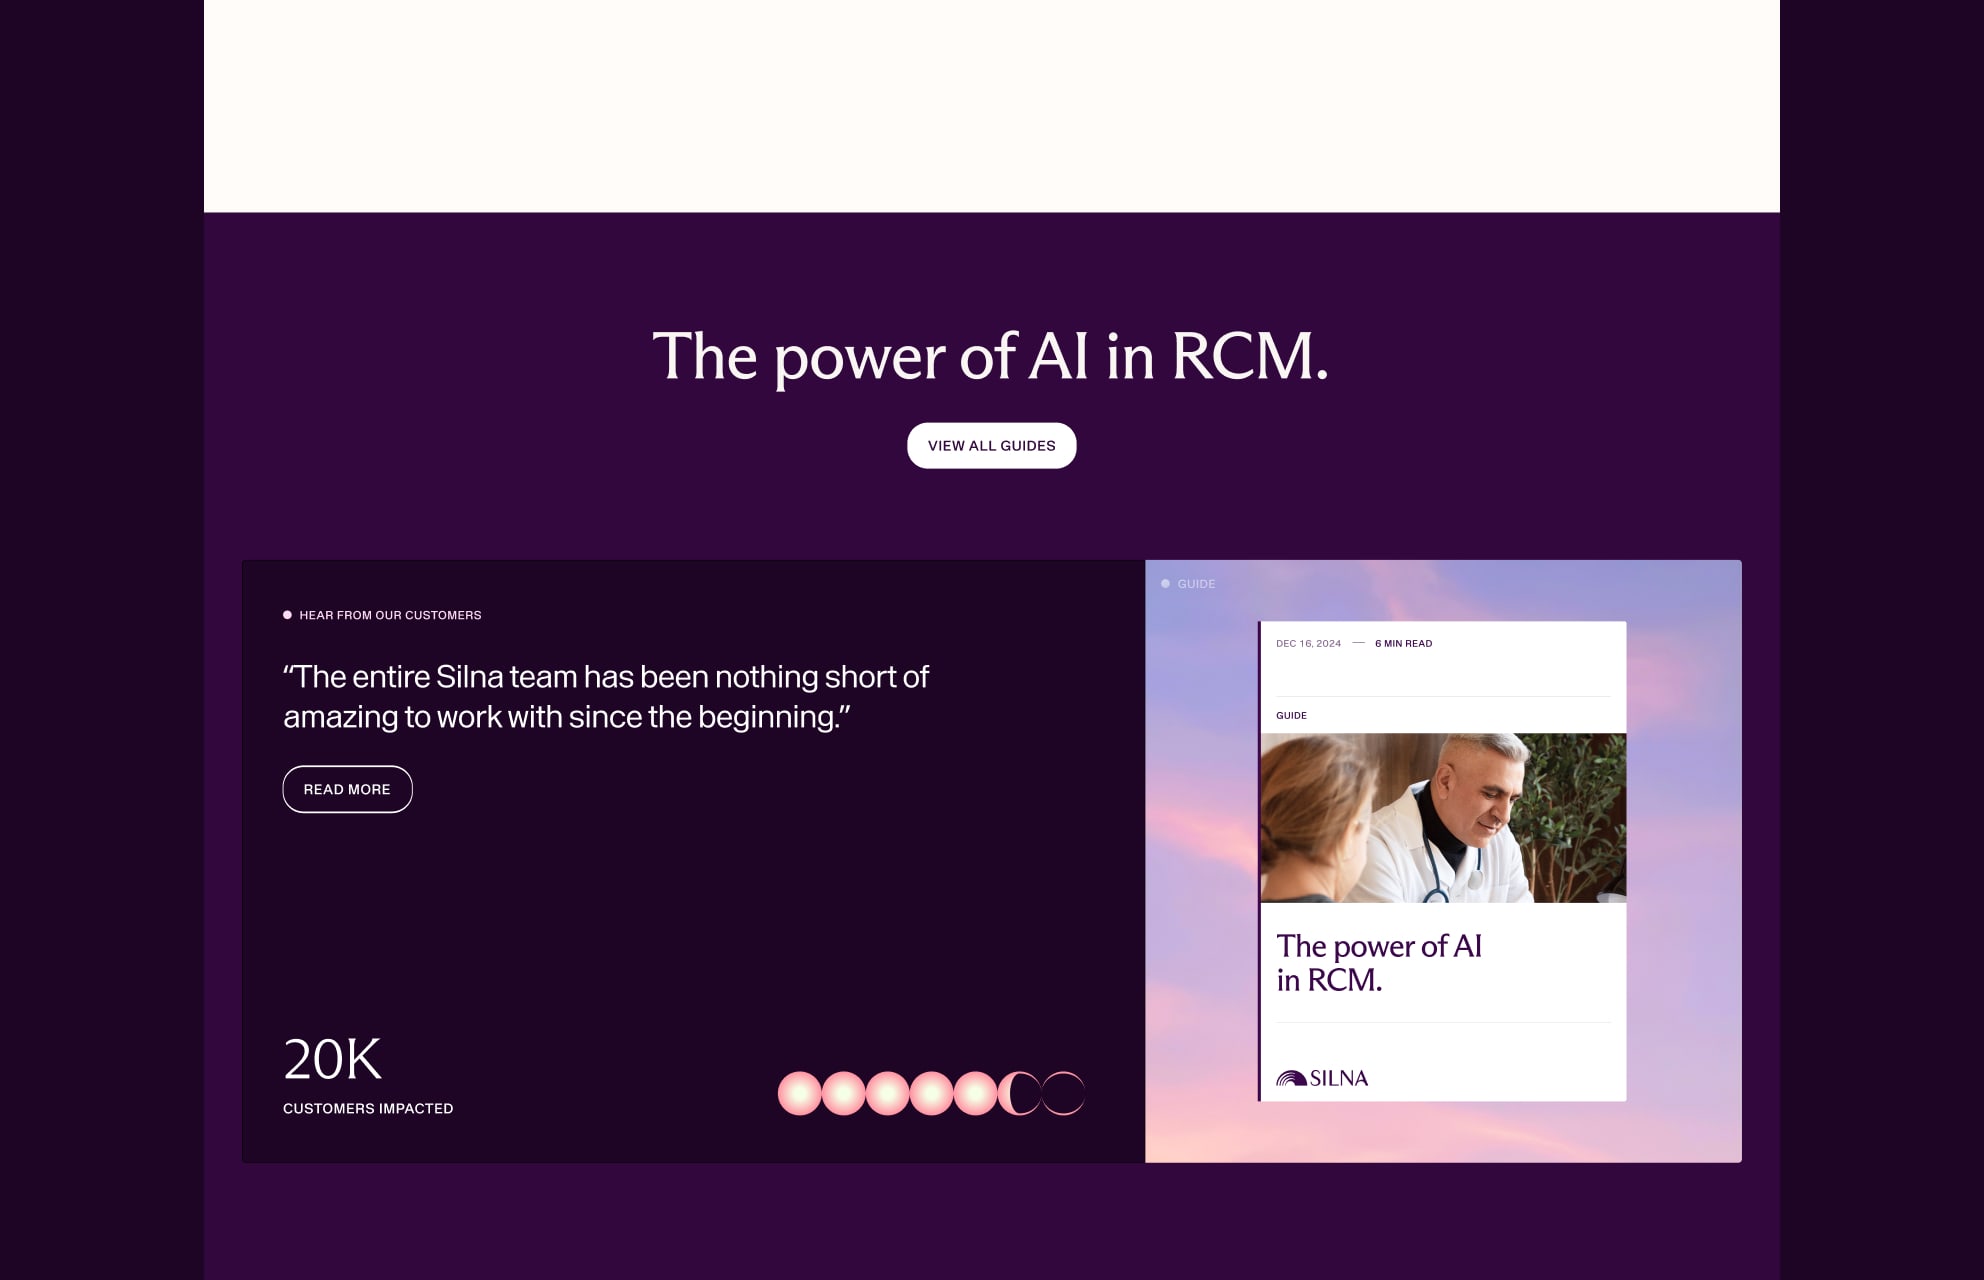 The power of AI in RCM.
VIEW ALL GUIDES
HEAR FROM OUR CUSTOMERS
“The entire Silna team has been nothing short of
amazing to work with since the beginning.”
READ MORE
20K
CUSTOMERS IMPACTED
GUIDE
DEC 16, 2024 — 6 MIN READ
GUIDE
The power of AI
in RCM.
SILNA